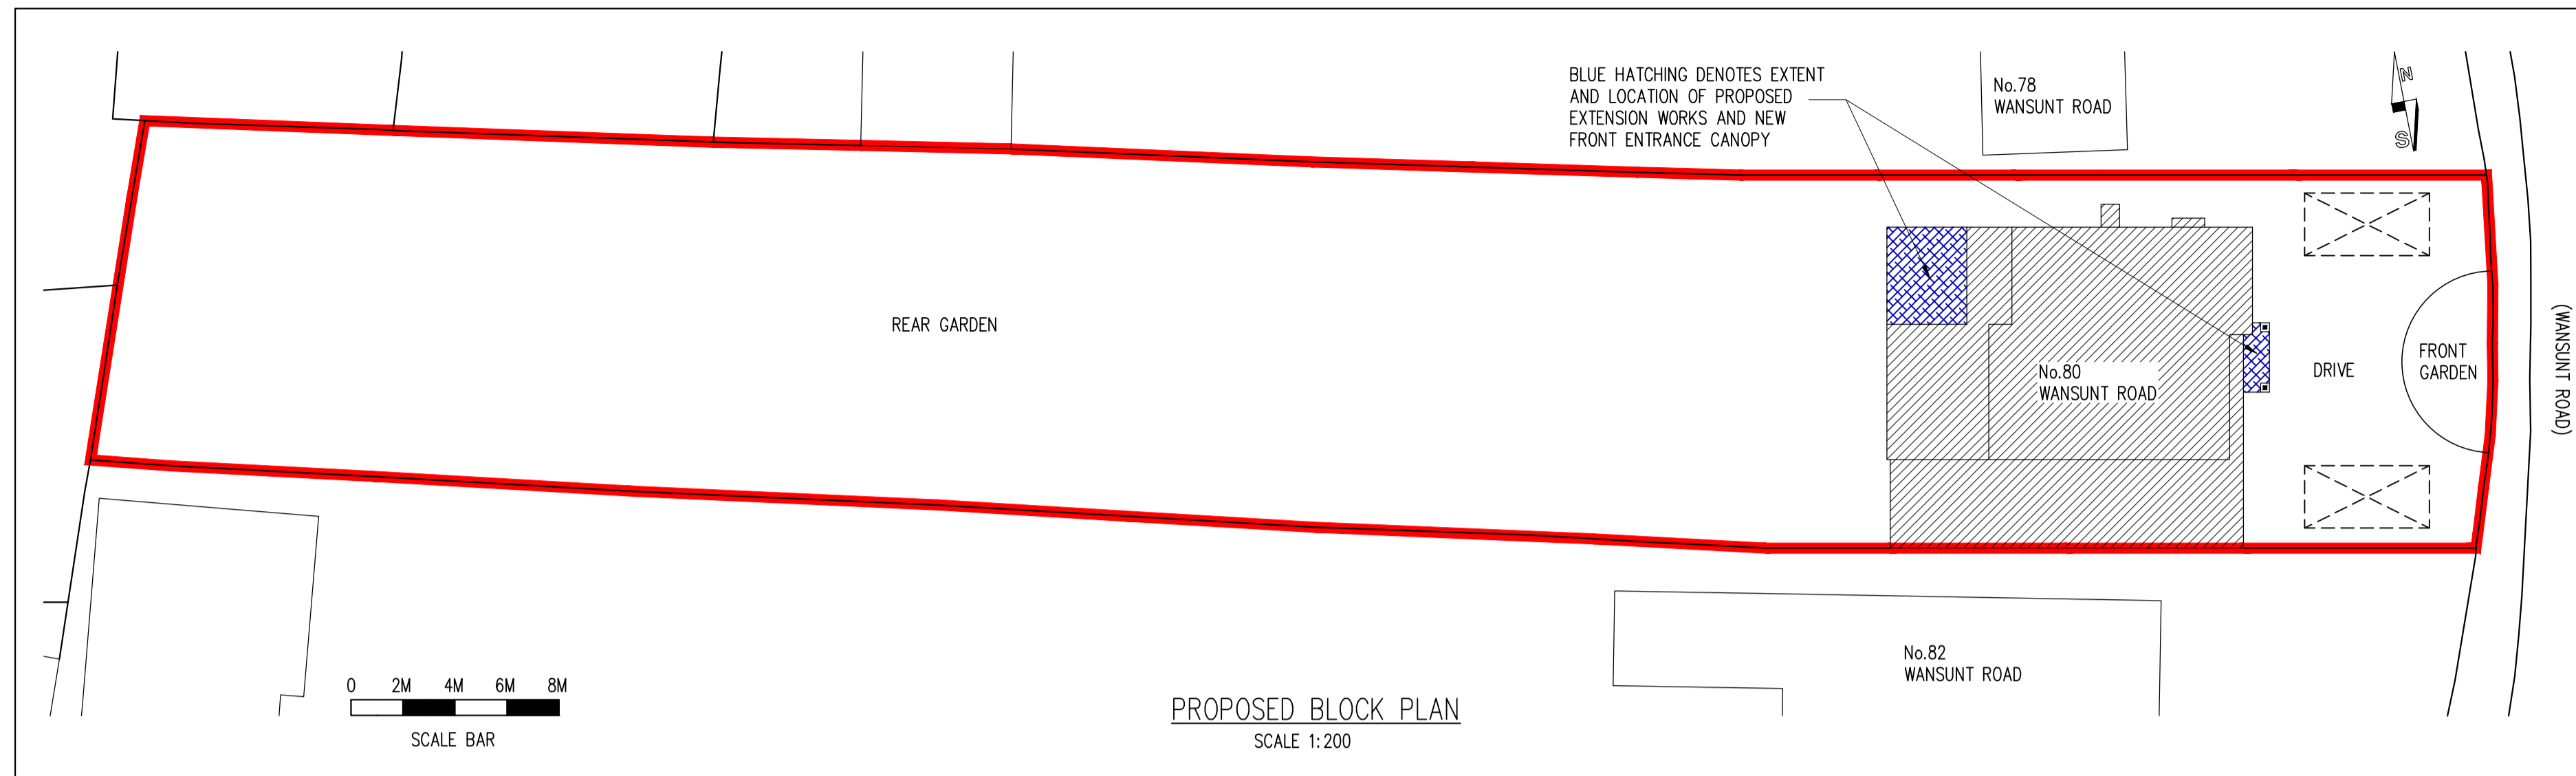 BLUE HATCHING DENOTES EXTENT
AND LOCATION OF PROPOSED
EXTENSION WORKS AND NEW
FRONT ENTRANCE CANOPY
No.78
WANSUNT ROAD
N
S
REAR GARDEN
No.80
WANSUNT ROAD
DRIVE
FRONT
GARDEN
(WANSUNT ROAD)
No.82
WANSUNT ROAD
0 2M 4M 6M 8M
SCALE BAR
PROPOSED BLOCK PLAN
SCALE 1:200